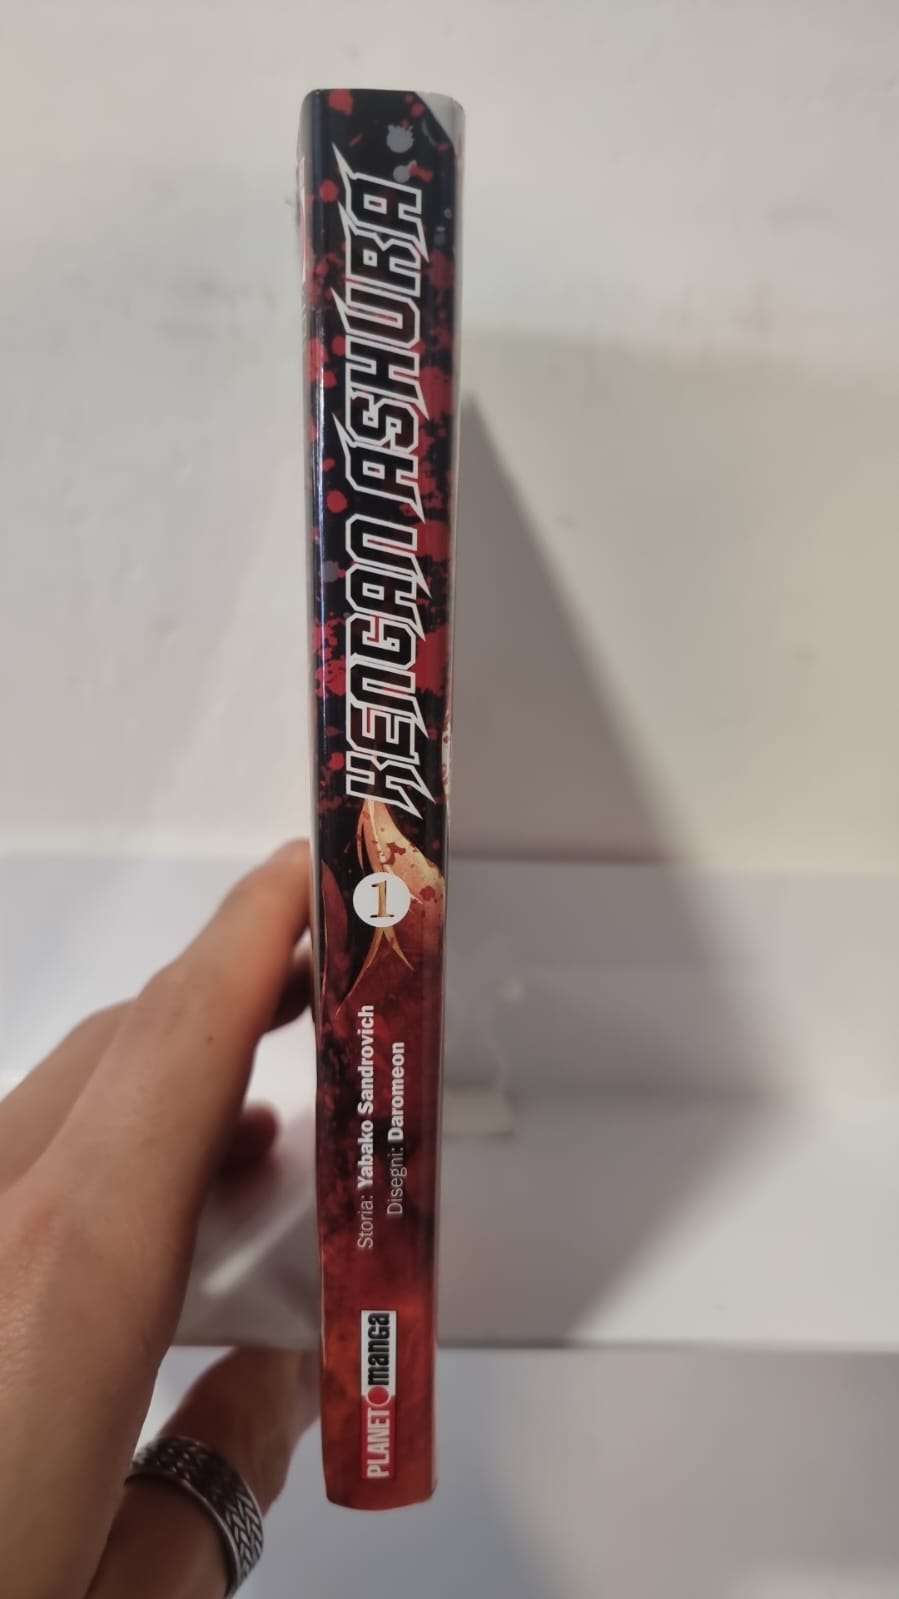 KENGAN ASHURA
1
Storia: Yabako Sandrovich
Disegni: Daromeon
PLANET manga